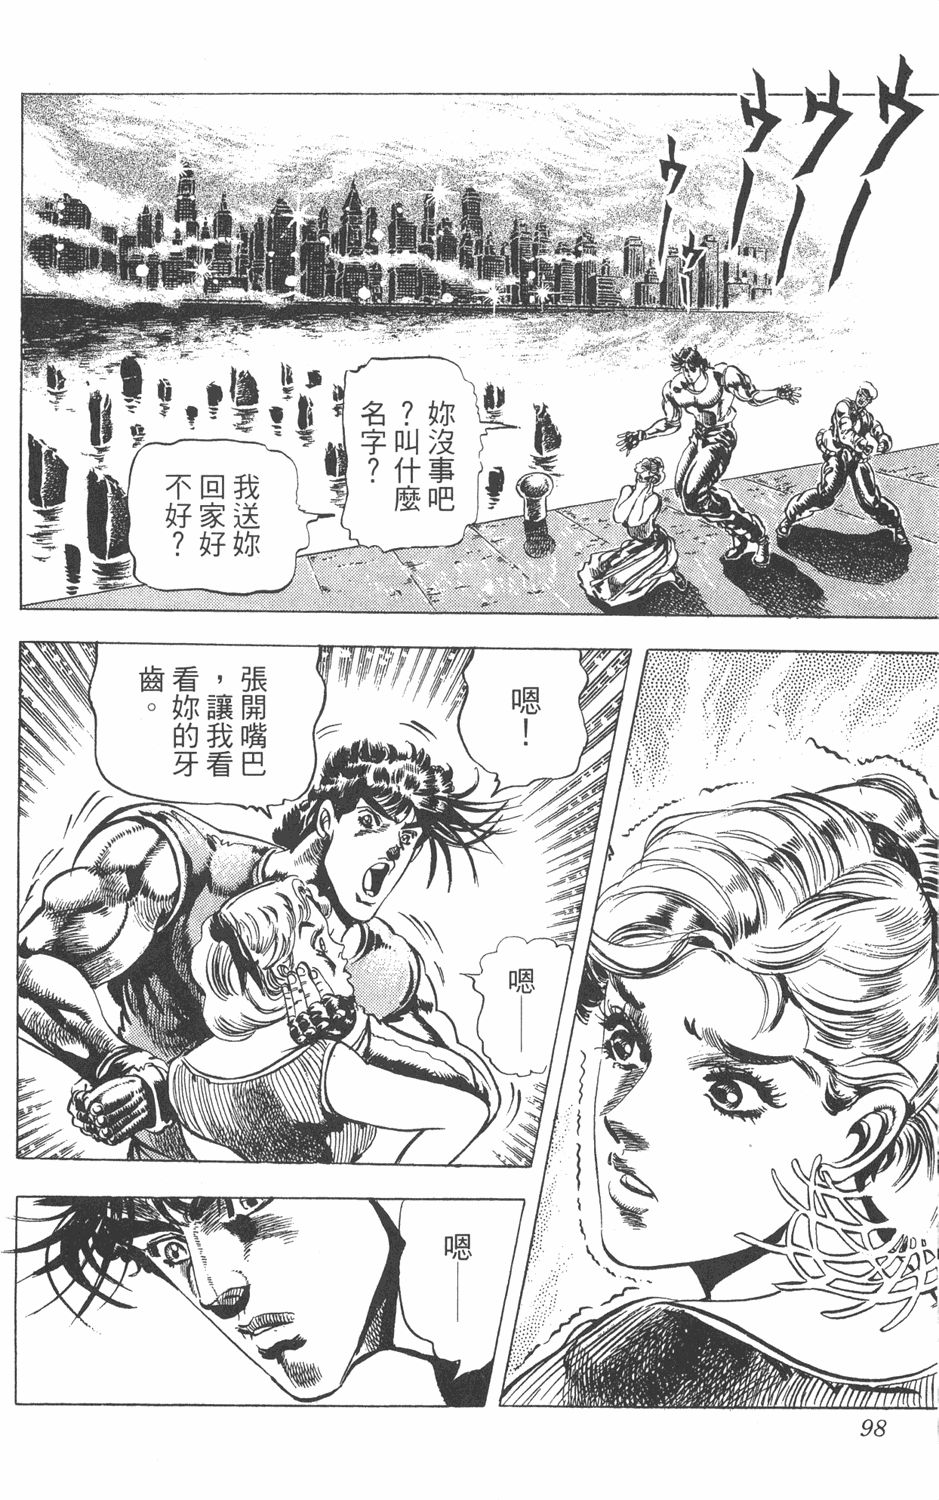 ウウウウウ
妳沒事吧
?叫什麼
名字?
我送妳
回家好
不好?
嗯!
張開嘴巴
,讓我看
看妳的牙
齒。
嗯——
嗯——
98